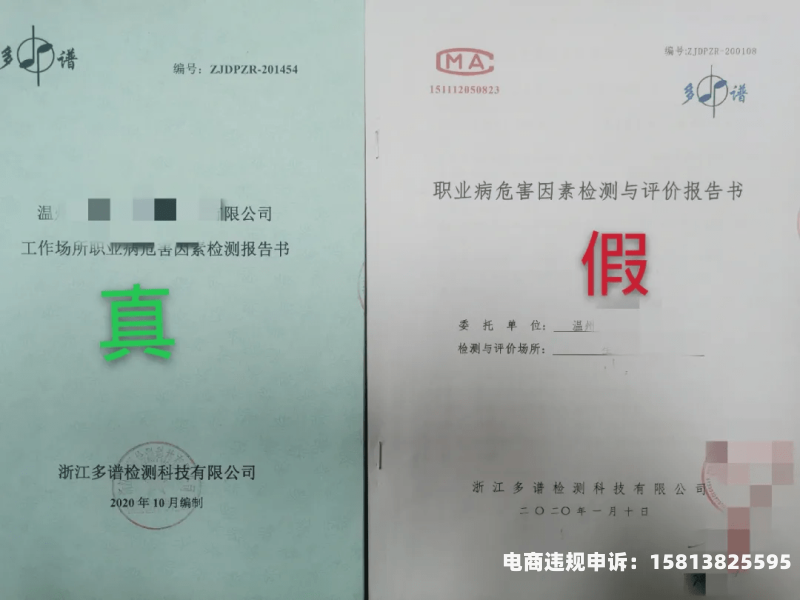 多谱
编号：ZJDPZR-201454
温
限公司
工作场所职业病危害因素检测报告书
真
浙江多谱检测科技有限公司
2020年10月编制
编号:ZJDPZR-200108
MA
151112050823
多谱
职业病危害因素检测与评价报告书
假
委托单位：温州
检测与评价场所：
浙江多谱检测科技有限公司
二〇二〇年一月十日
电商违规申诉：15813825595